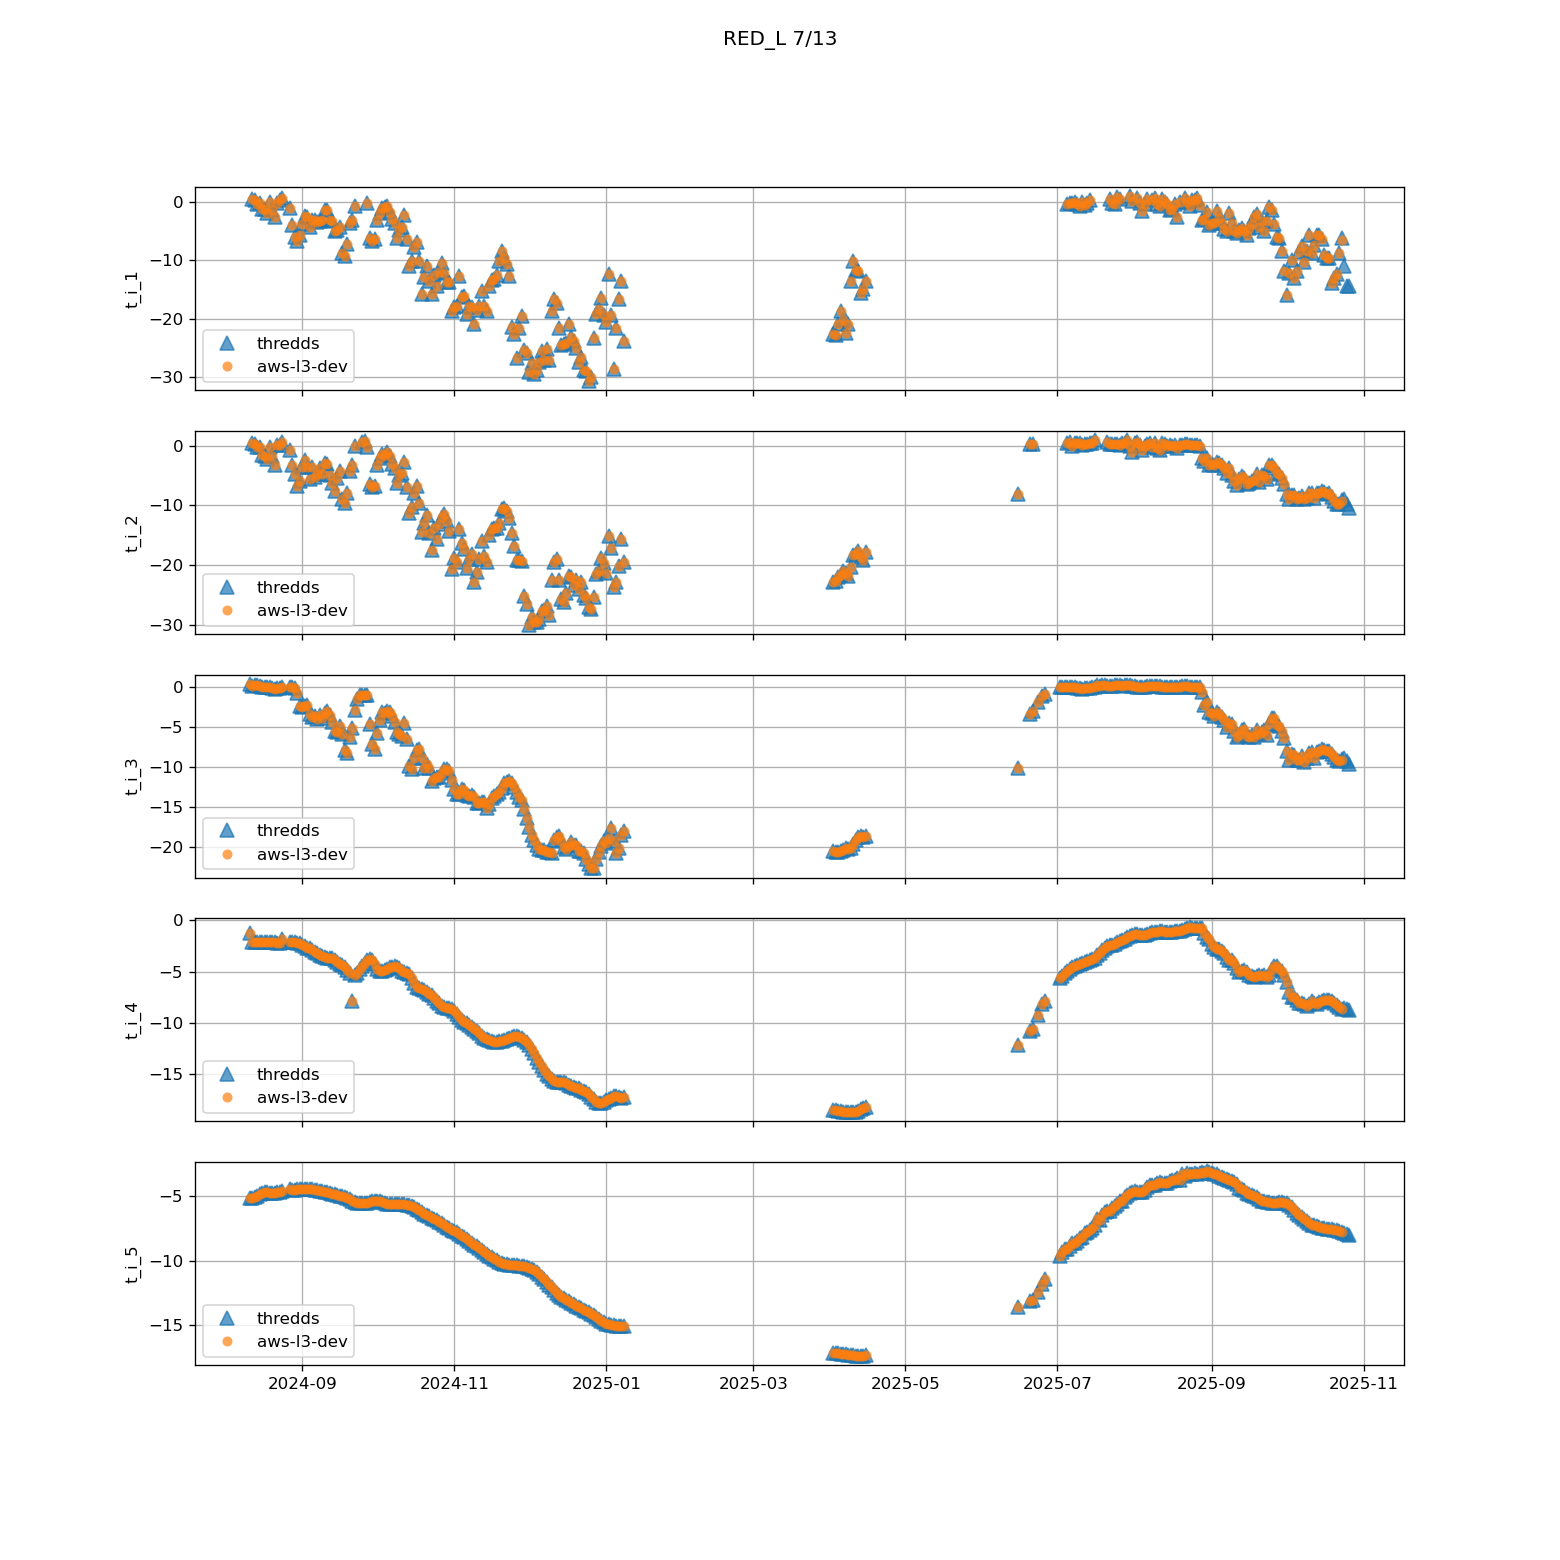 RED_L 7/13
0
−10
−20
−30
t_i_1
thredds
aws-l3-dev
0
−10
−20
−30
t_i_2
thredds
aws-l3-dev
0
−5
−10
−15
−20
t_i_3
thredds
aws-l3-dev
0
−5
−10
−15
t_i_4
thredds
aws-l3-dev
−5
−10
−15
t_i_5
thredds
aws-l3-dev
2024-09 2024-11 2025-01 2025-03 2025-05 2025-07 2025-09 2025-11